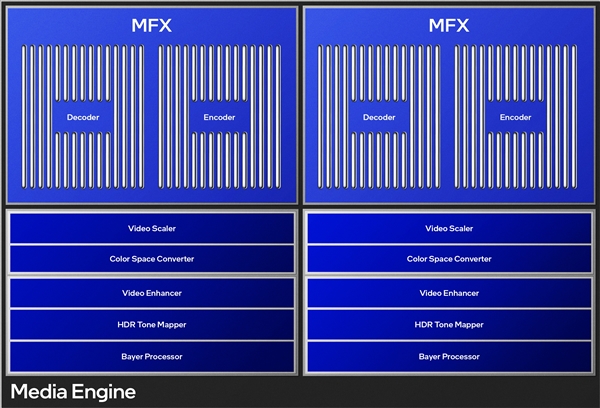 MFX
Decoder
Encoder
Video Scaler
Color Space Converter
Video Enhancer
HDR Tone Mapper
Bayer Processor
MFX
Decoder
Encoder
Video Scaler
Color Space Converter
Video Enhancer
HDR Tone Mapper
Bayer Processor
Media Engine